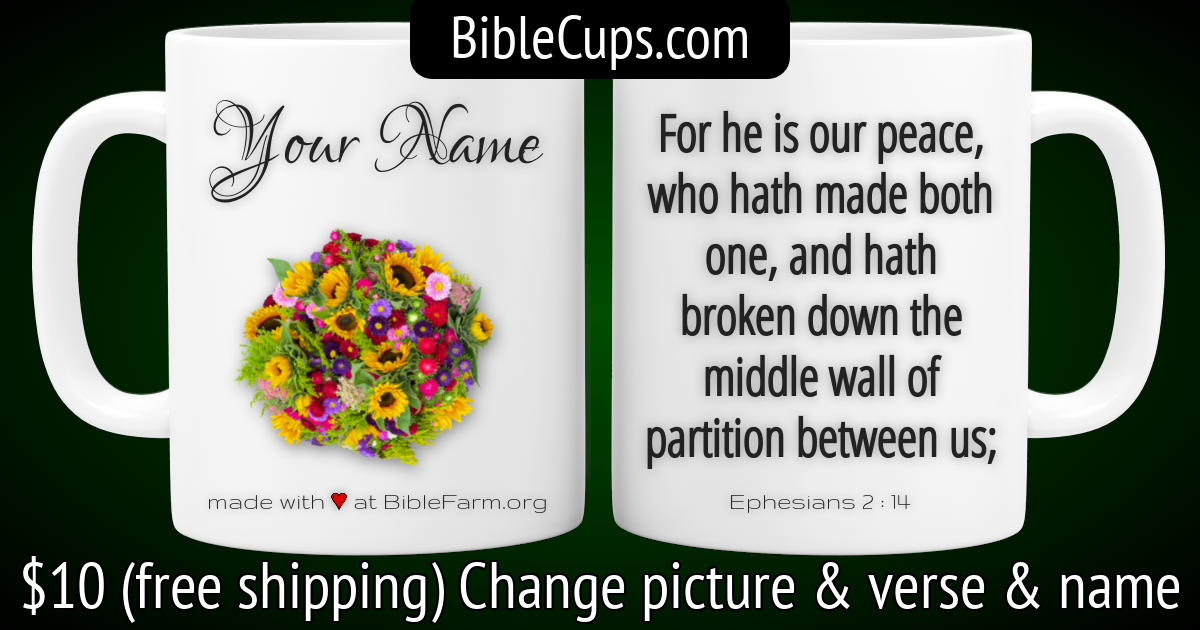 BibleCups.com
Your Name
made with ♥ at BibleFarm.org
For he is our peace,
who hath made both
one, and hath
broken down the
middle wall of
partition between us;
Ephesians 2 : 14
$10 (free shipping) Change picture & verse & name